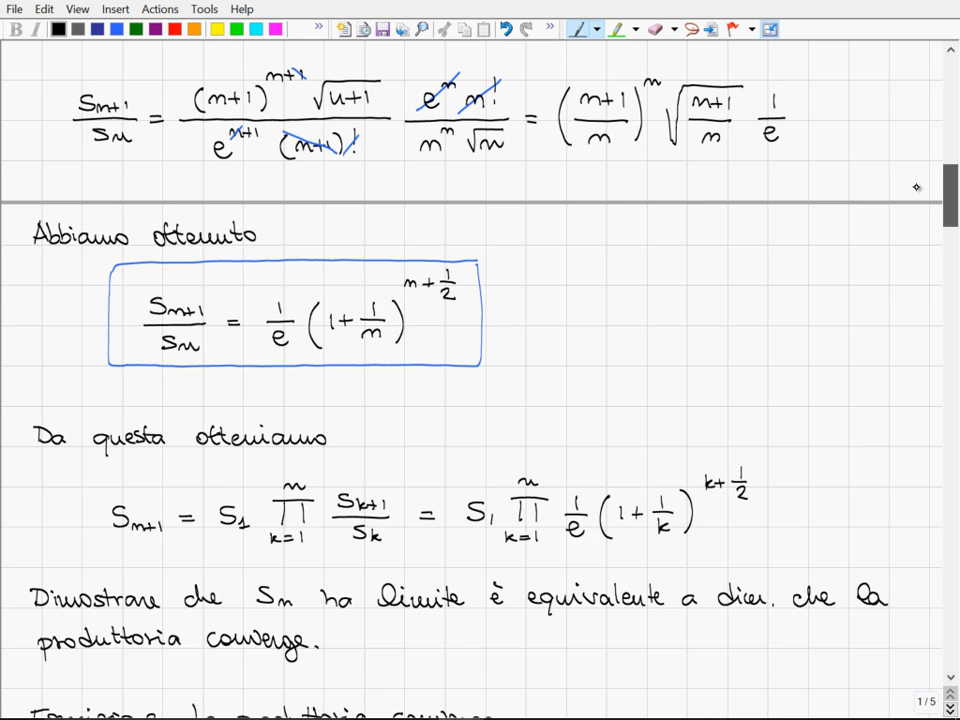 File Edit View Insert Actions Tools Help
B I
S_{n+1}/S_n = (n+1)^{n+1} √(n+1) / (e^{n+1} (n+1)!) · e^n n! / (n^n √n) = ((n+1)/n)^n √((n+1)/n) 1/e
Abbiamo ottenuto
S_{n+1}/S_n = 1/e (1 + 1/n)^{n + 1/2}
Da questa otteniamo
S_{n+1} = S_1 ∏_{k=1}^{n} S_{k+1}/S_k = S_1 ∏_{k=1}^{n} 1/e (1 + 1/k)^{k + 1/2}
Dimostrare che S_n ha limite è equivalente a dire che la
produttoria converge.
1/5